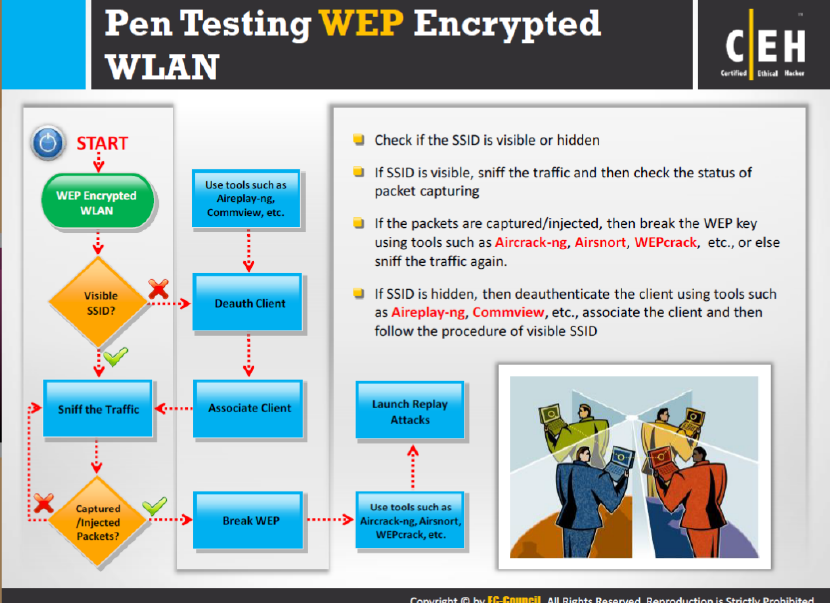 Pen Testing WEP Encrypted
WLAN
C|EH
Certified Ethical Hacker
START
WEP Encrypted
WLAN
Visible
SSID?
Sniff the Traffic
Captured
/Injected
Packets?
Use tools such as
Aireplay-ng,
Commview, etc.
Deauth Client
Associate Client
Break WEP
Launch Replay
Attacks
Use tools such as
Aircrack-ng, Airsnort,
WEPcrack, etc.
Check if the SSID is visible or hidden
If SSID is visible, sniff the traffic and then check the status of
packet capturing
If the packets are captured/injected, then break the WEP key
using tools such as Aircrack-ng, Airsnort, WEPcrack, etc., or else
sniff the traffic again.
If SSID is hidden, then deauthenticate the client using tools such
as Aireplay-ng, Commview, etc., associate the client and then
follow the procedure of visible SSID
Copyright © by EC-Council. All Rights Reserved. Reproduction is Strictly Prohibited.